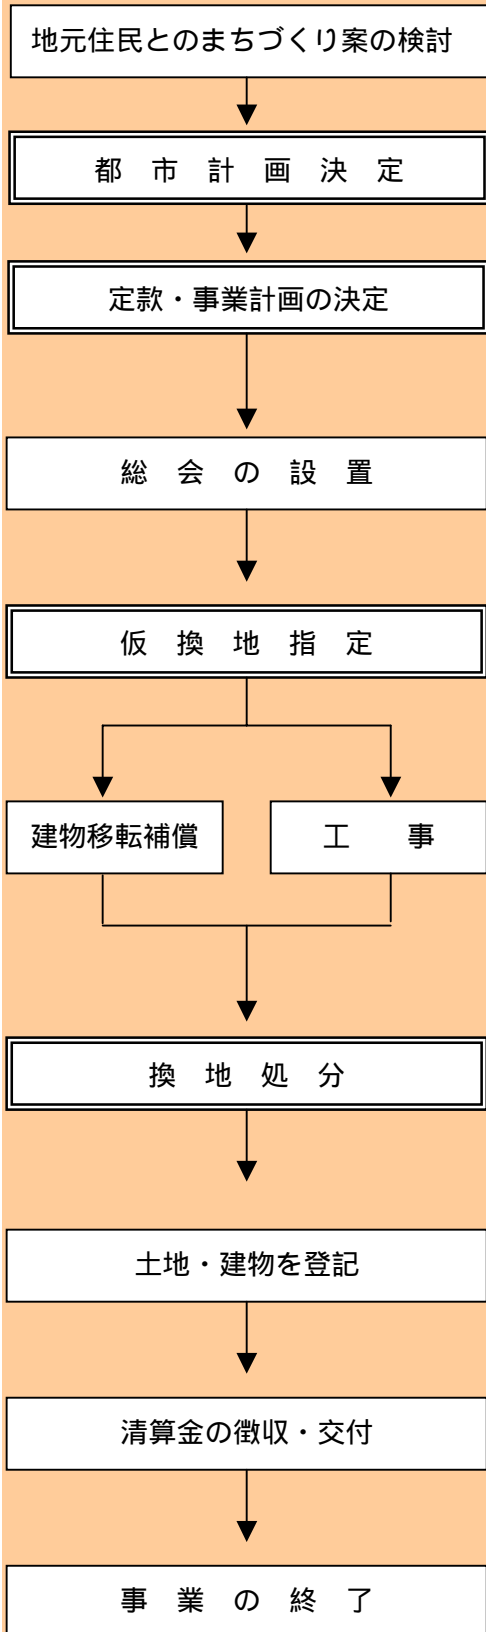 地元住民とのまちづくり案の検討
都 市 計 画 決 定
定款・事業計画の決定
総 会 の 設 置
仮 換 地 指 定
建物移転補償
工 事
換 地 処 分
土地・建物を登記
清算金の徴収・交付
事 業 の 終 了